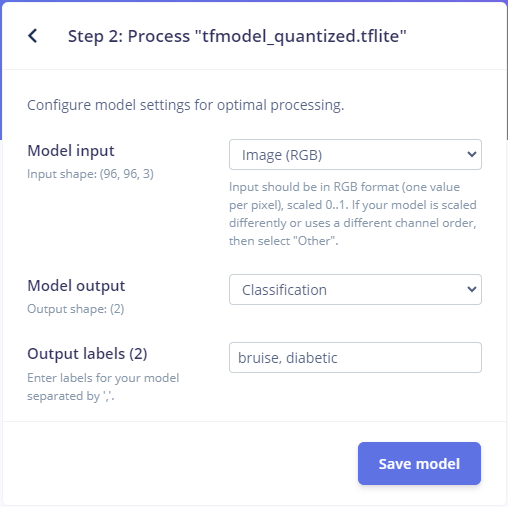 Step 2: Process "tfmodel_quantized.tflite"
Configure model settings for optimal processing.
Model input
Input shape: (96, 96, 3)
Image (RGB)
Input should be in RGB format (one value
per pixel), scaled 0..1. If your model is scaled
differently or uses a different channel order,
then select "Other".
Model output
Output shape: (2)
Classification
Output labels (2)
Enter labels for your model
separated by ','.
bruise, diabetic
Save model